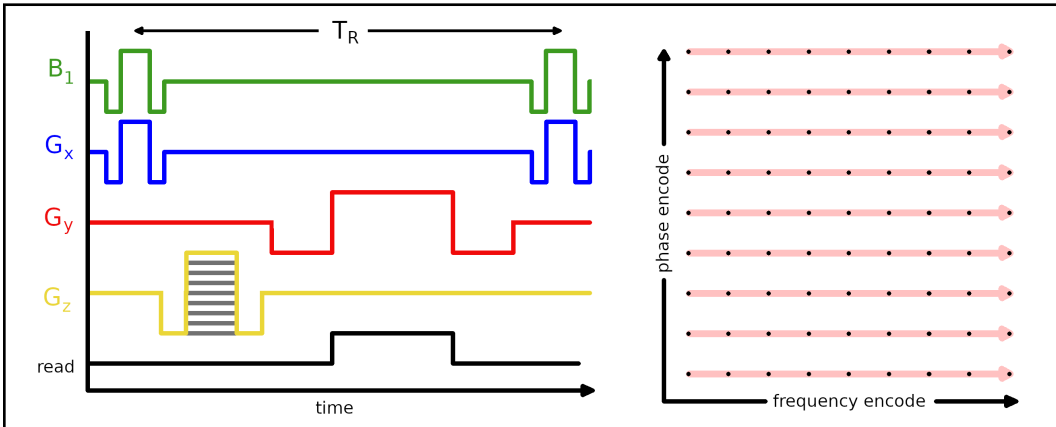 T_R
B_1
G_x
G_y
G_z
read
time
phase encode
frequency encode